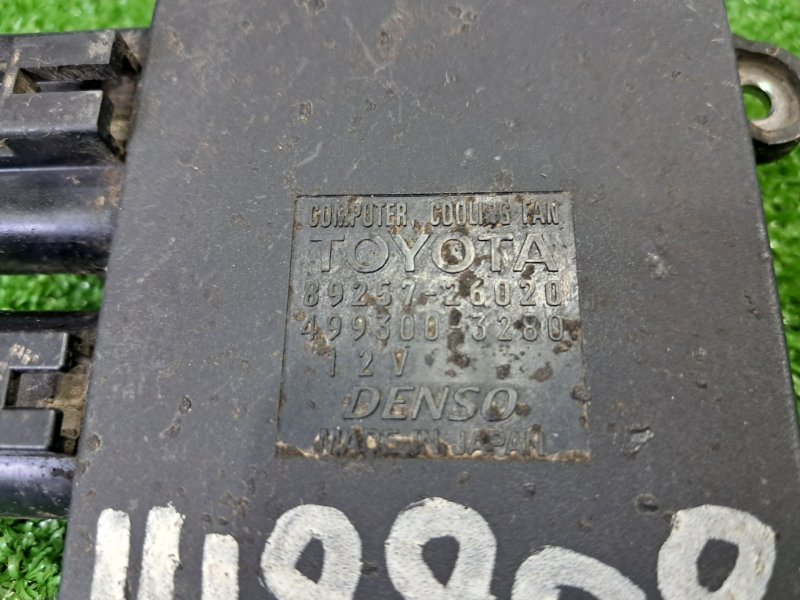 COMPUTER, COOLING FAN
TOYOTA
89257-26020
499300-3280
12V
DENSO
MADE IN JAPAN